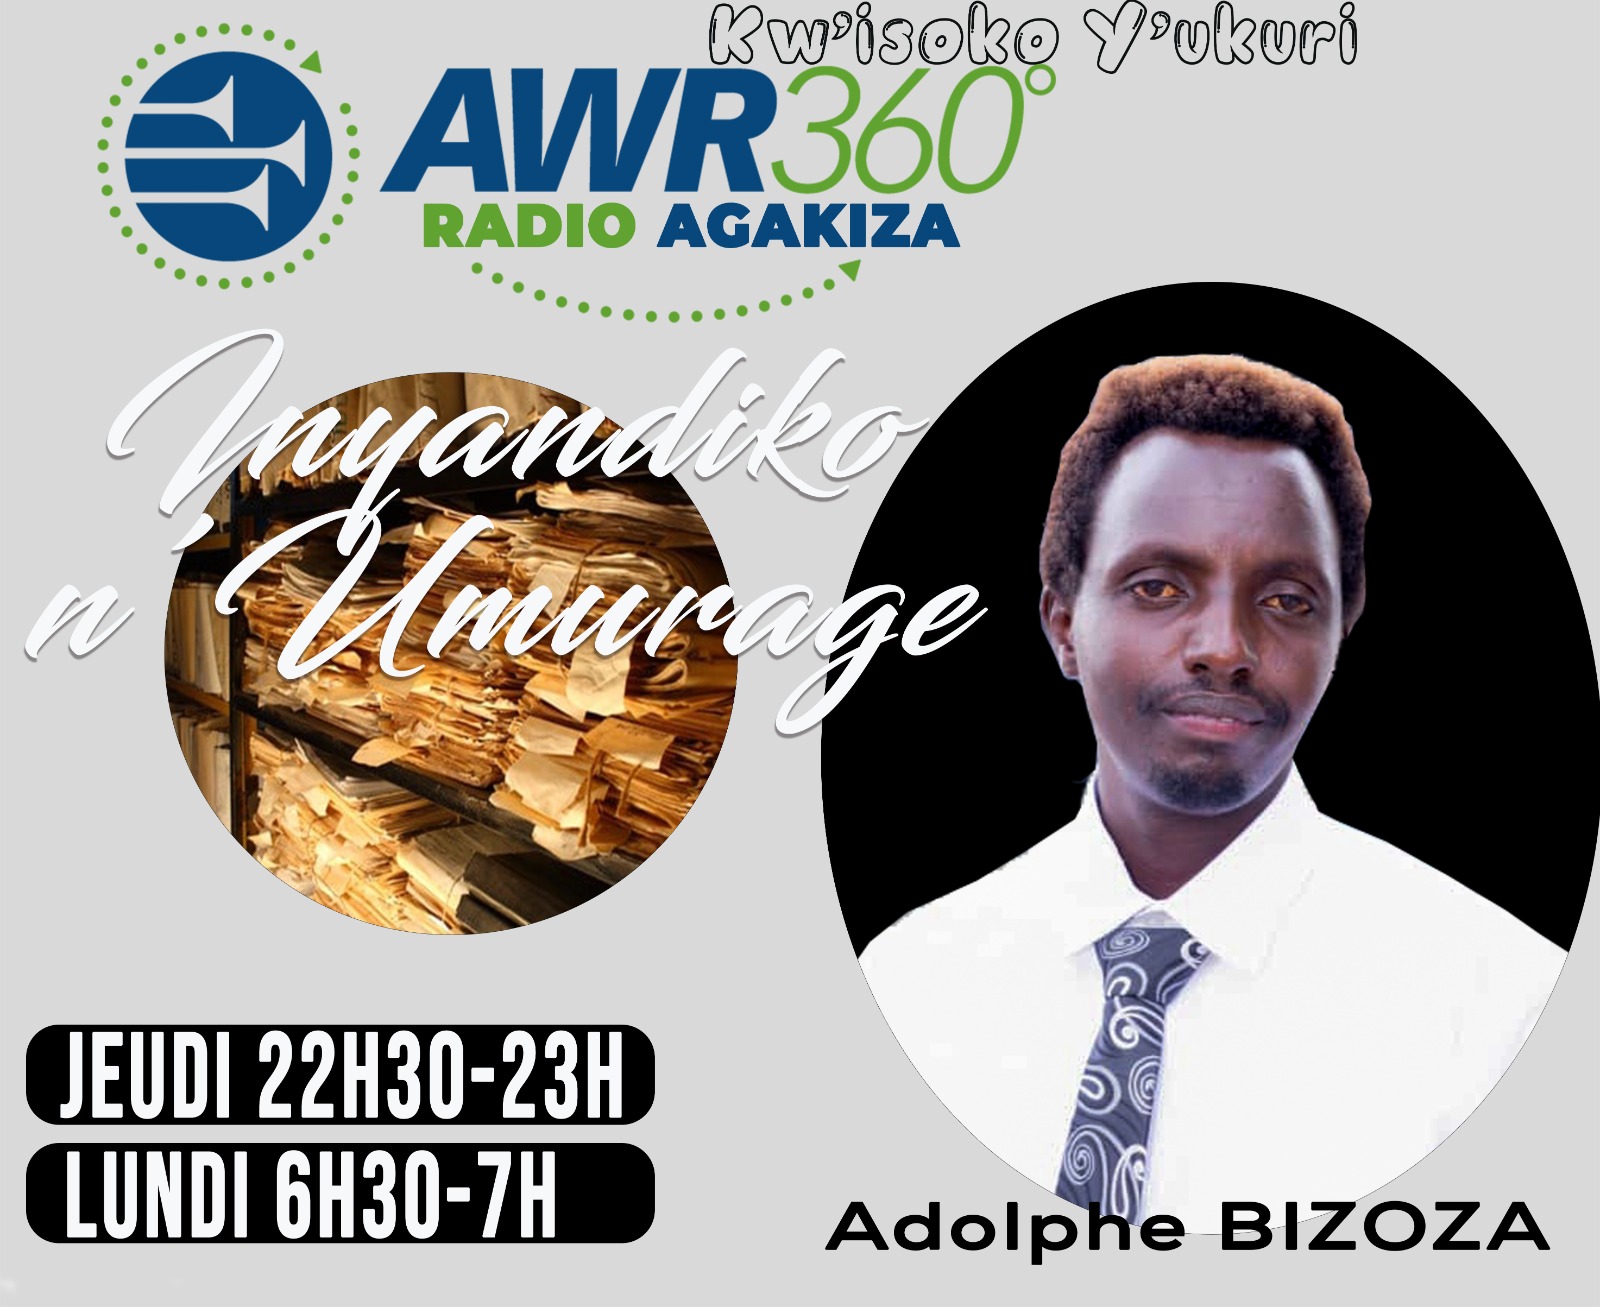 Kw'isoko Y'ukuri
AWR360°
RADIO AGAKIZA
Inyandiko
n'Umurage
JEUDI 22H30-23H
LUNDI 6H30-7H
Adolphe BIZOZA